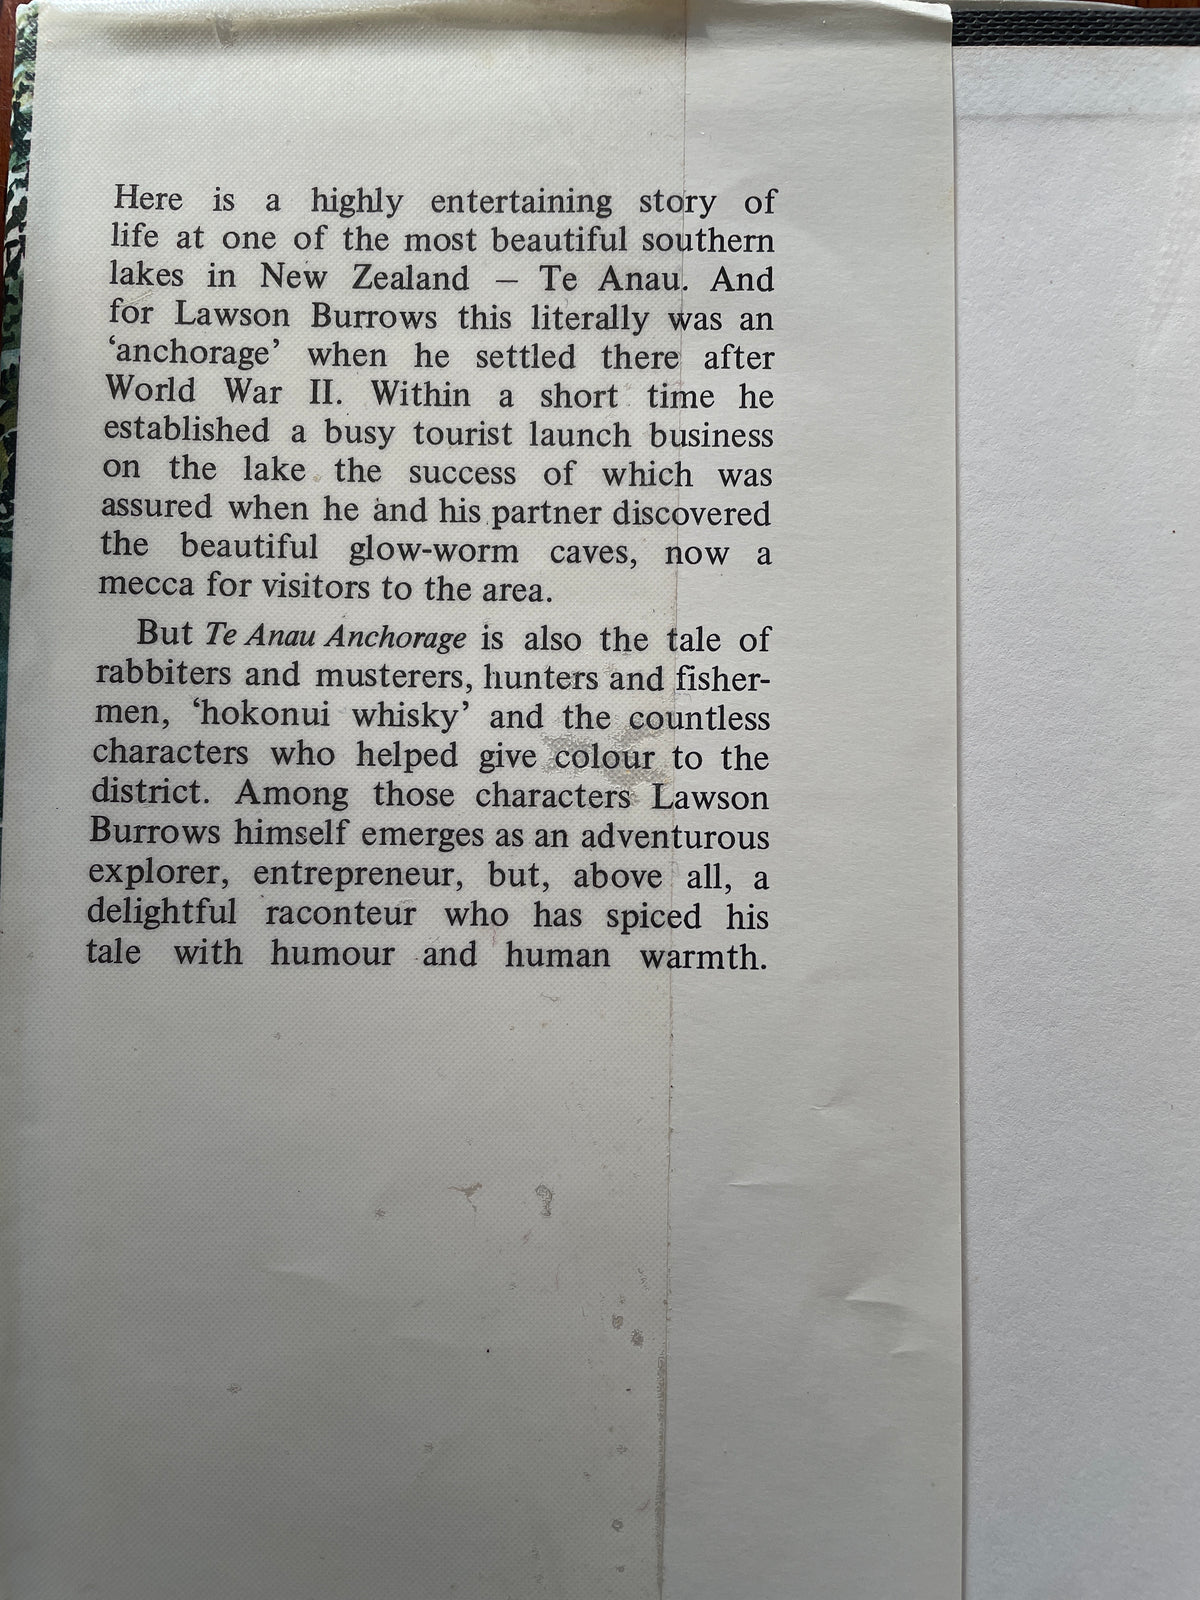 Here is a highly entertaining story of
life at one of the most beautiful southern
lakes in New Zealand – Te Anau. And
for Lawson Burrows this literally was an
‘anchorage’ when he settled there after
World War II. Within a short time he
established a busy tourist launch business
on the lake the success of which was
assured when he and his partner discovered
the beautiful glow-worm caves, now a
mecca for visitors to the area.
But Te Anau Anchorage is also the tale of
rabbiters and musterers, hunters and fisher-
men, ‘hokonui whisky’ and the countless
characters who helped give colour to the
district. Among those characters Lawson
Burrows himself emerges as an adventurous
explorer, entrepreneur, but, above all, a
delightful raconteur who has spiced his
tale with humour and human warmth.